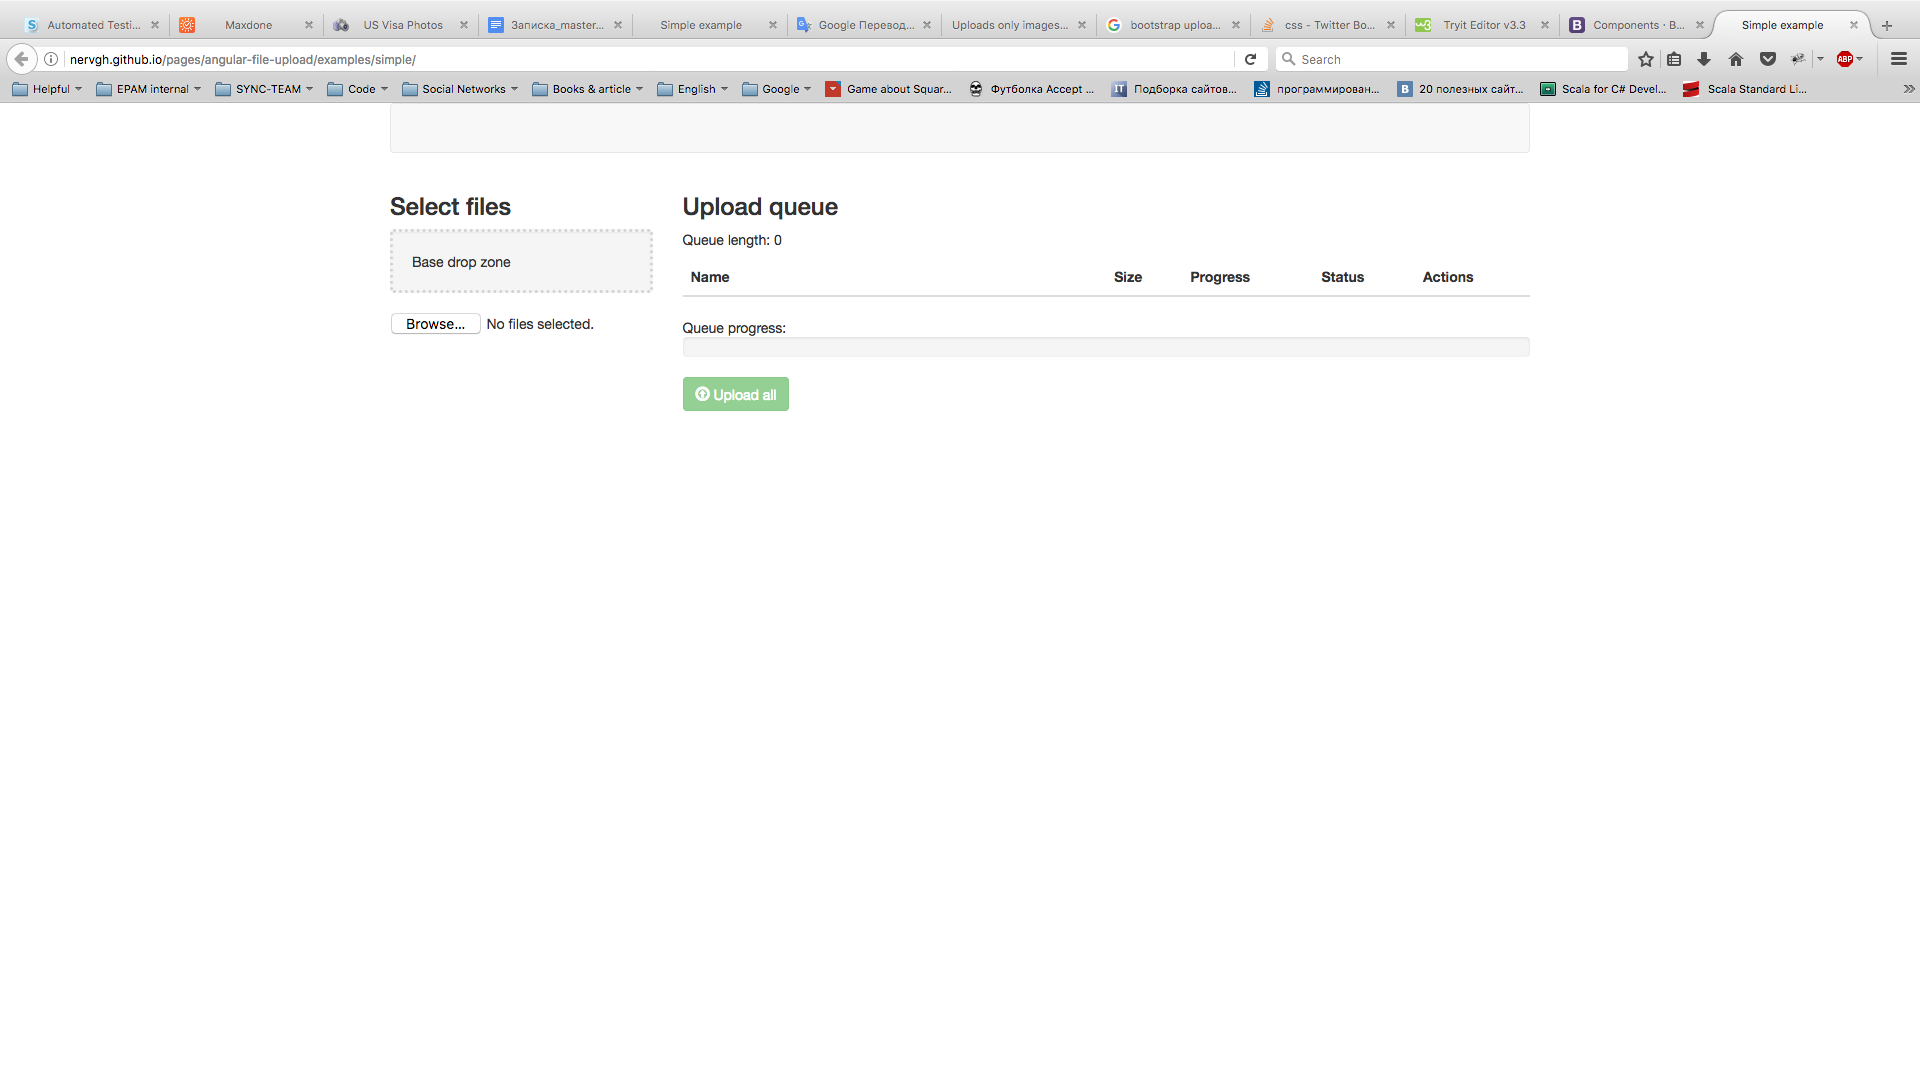 Automated Testi...
Maxdone
US Visa Photos
Записка_master...
Simple example
Google Перевод...
Uploads only images...
bootstrap uploa...
css - Twitter Bo...
Tryit Editor v3.3
Components · B...
Simple example
nervgh.github.io/pages/angular-file-upload/examples/simple/
Search
ABP
Helpful
EPAM internal
SYNC-TEAM
Code
Social Networks
Books & article
English
Google
Game about Squar...
Футболка Accept ...
Подборка сайтов...
программирован...
20 полезных сайт...
Scala for C# Devel...
Scala Standard Li...
Select files
Base drop zone
Browse... No files selected.
Upload queue
Queue length: 0
Name Size Progress Status Actions
Queue progress:
Upload all